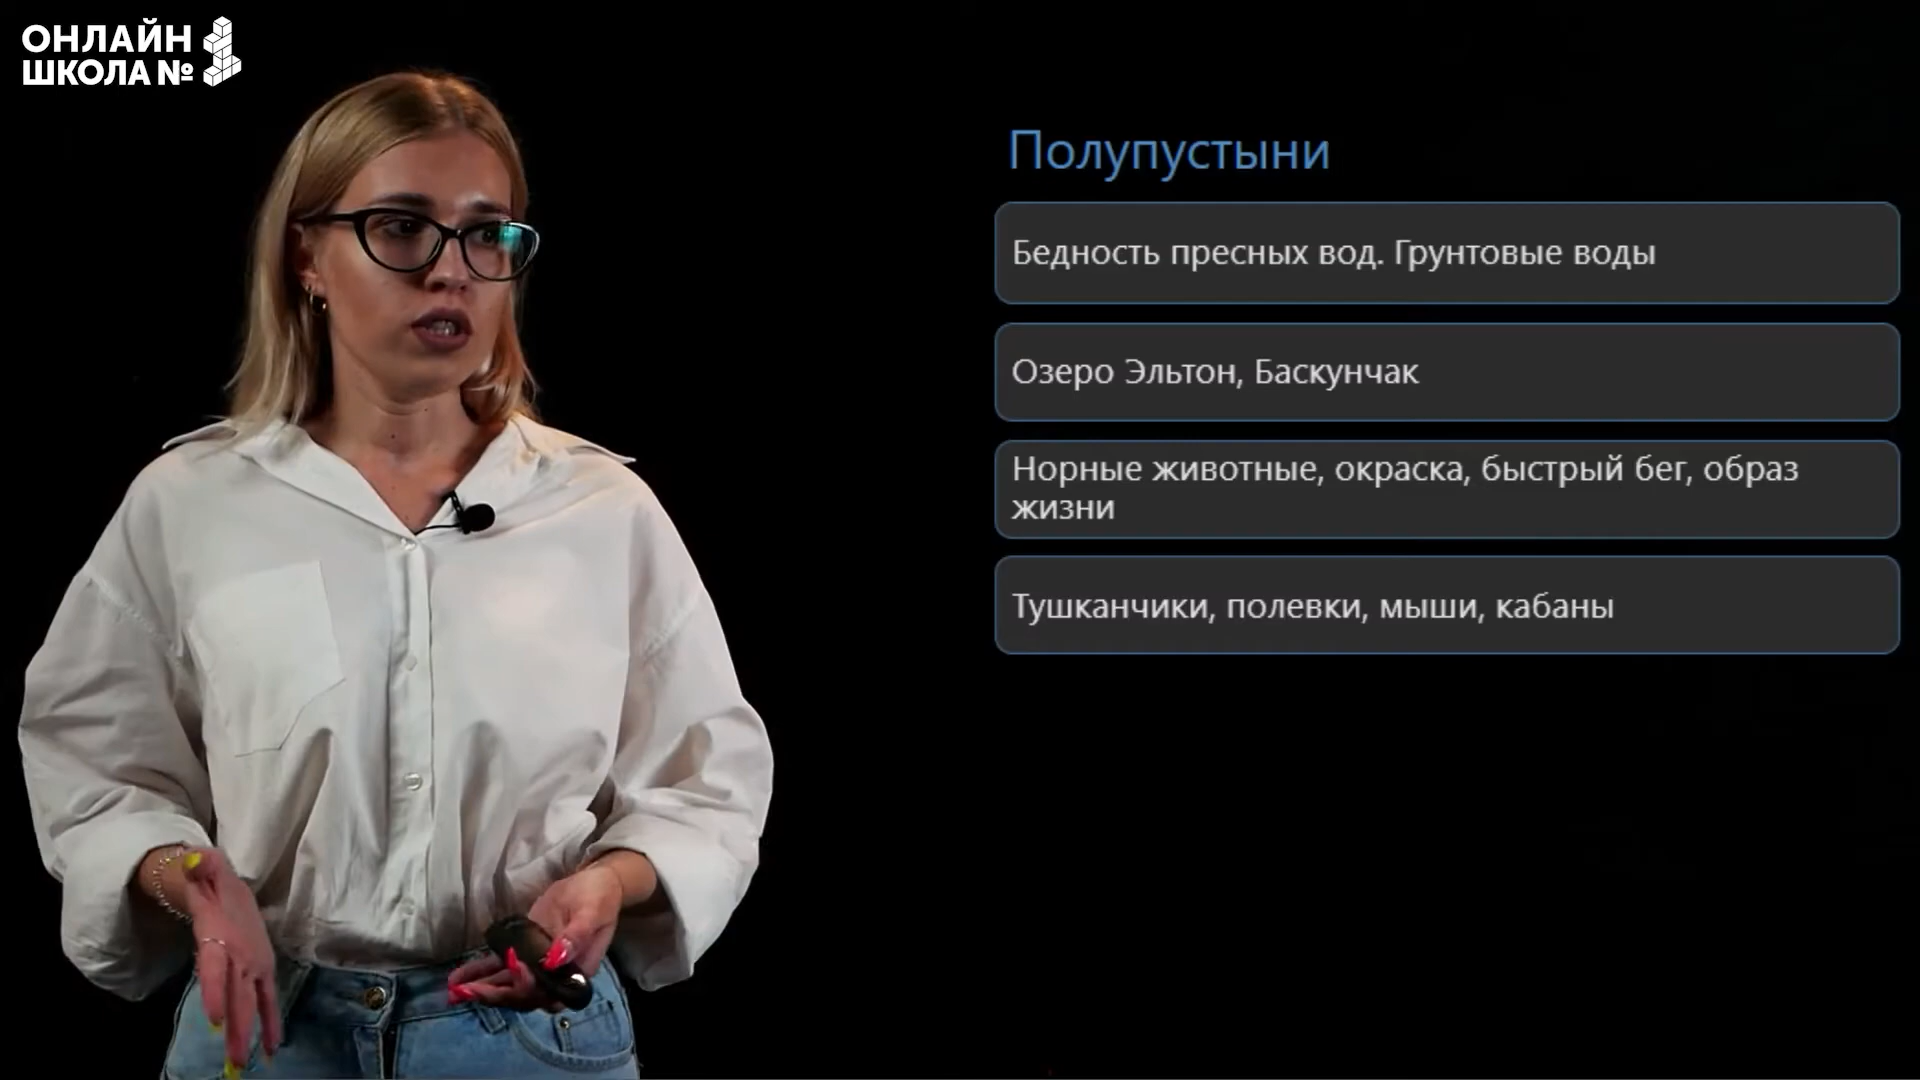 ОНЛАЙН
ШКОЛА №1
Полупустыни
Бедность пресных вод. Грунтовые воды
Озеро Эльтон, Баскунчак
Норные животные, окраска, быстрый бег, образ
жизни
Тушканчики, полевки, мыши, кабаны